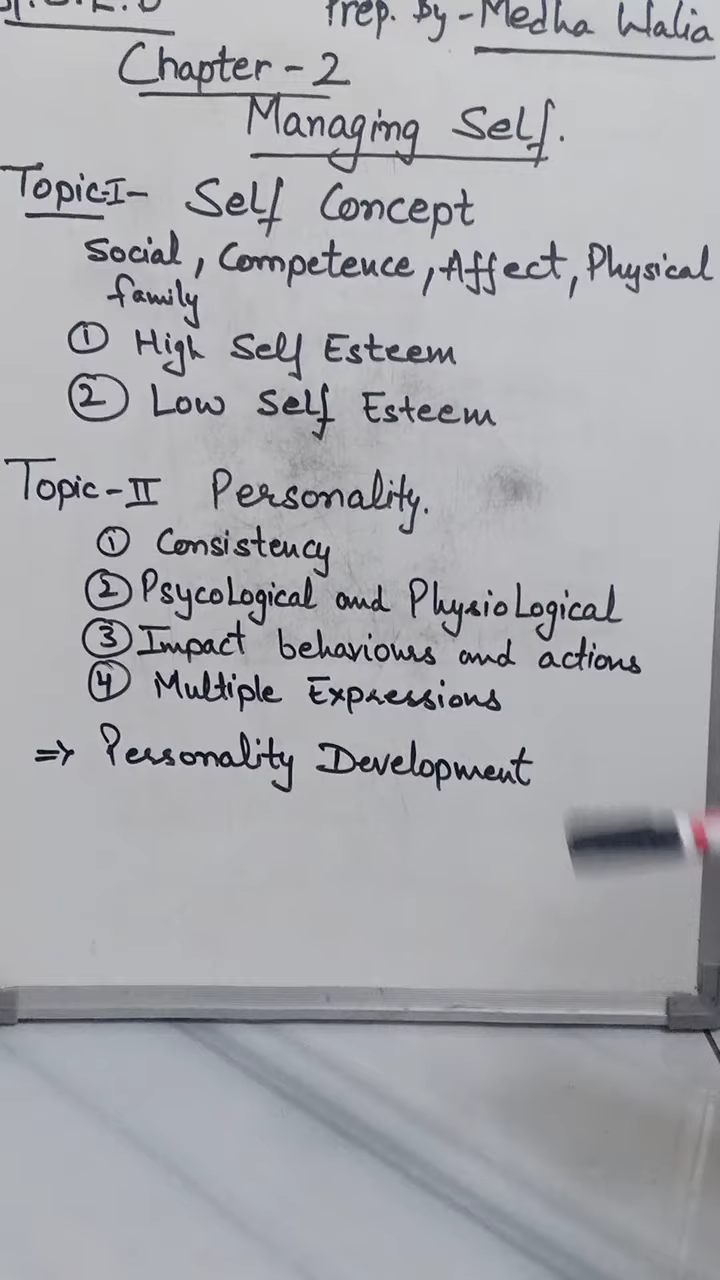 Prep. By - Medha Walia
Chapter - 2
Managing Self.
Topic-I- Self Concept
Social, Competence, Affect, Physical
family
① High Self Esteem
② Low Self Esteem
Topic-II Personality.
① Consistency
② Psycological and Physiological
③ Impact behaviours and actions
④ Multiple Expressions
⇒ Personality Development